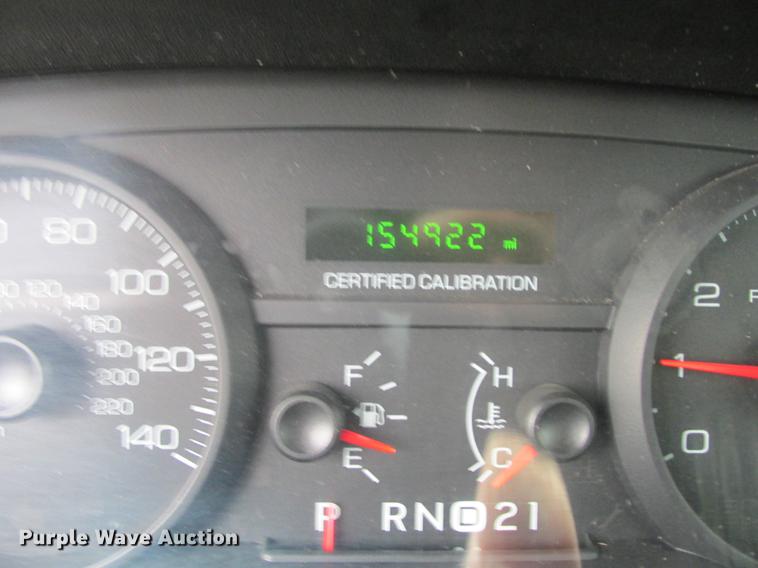 154922 mi
CERTIFIED CALIBRATION
80
100
120
140
100 120 140
160
180
200
220
2
1
0
F
E
H
C
P RND21
Purple Wave Auction